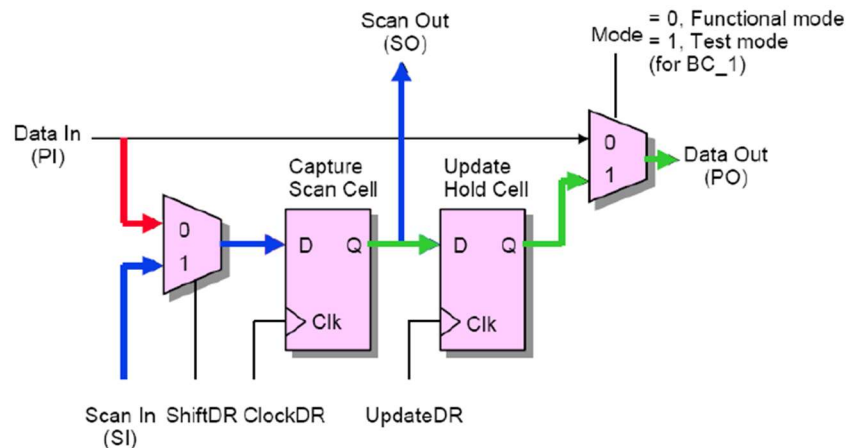 Scan Out
(SO)
Mode
= 0, Functional mode
= 1, Test mode
(for BC_1)
Data In
(PI)
0
1
Data Out
(PO)
Capture
Scan Cell
Update
Hold Cell
0
1
D Q
Clk
D Q
Clk
Scan In
(SI)
ShiftDR
ClockDR
UpdateDR